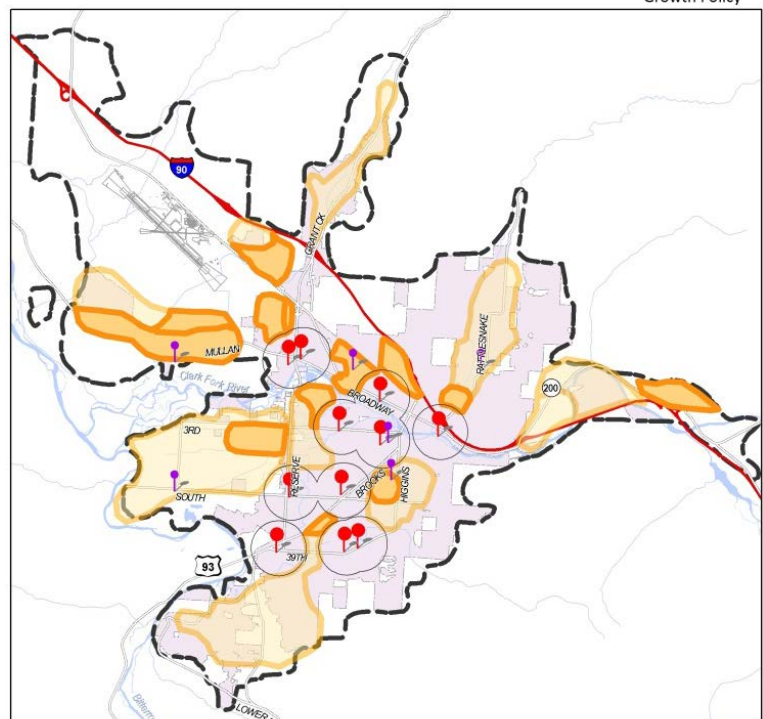 Growth Policy
90
GRANT CK
RATTLESNAKE
MULLAN
Clark Fork River
200
BROADWAY
3RD
RESERVE
BROOKS
HIGGINS
SOUTH
39TH
93
LOWER